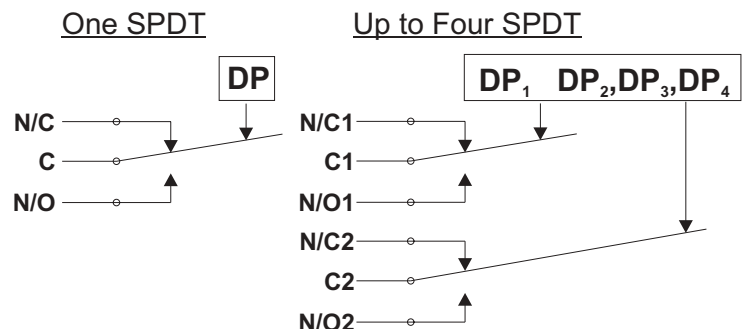 One SPDT
Up to Four SPDT
DP
N/C
C
N/O
DP₁ DP₂,DP₃,DP₄
N/C1
C1
N/O1
N/C2
C2
N/O2